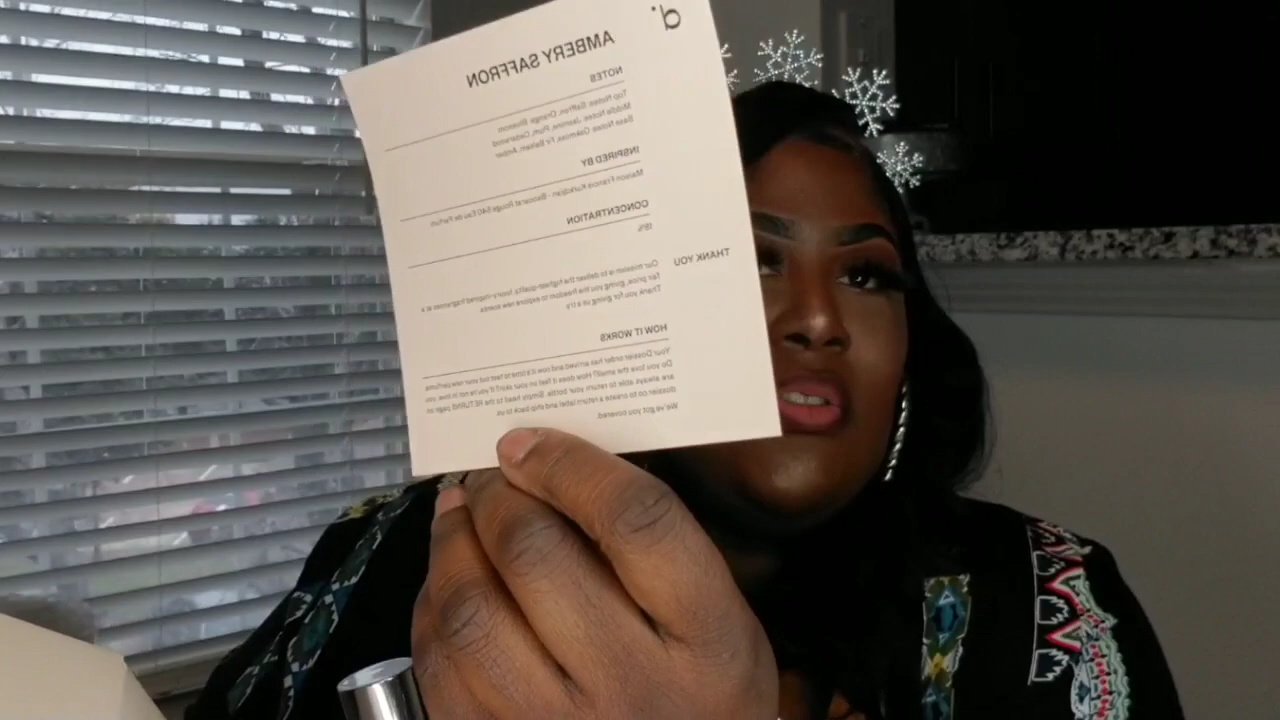 d.
AMBERY SAFFRON
NOTES
Top Notes: Saffron, Orange Blossom
Middle Notes: Jasmine, Plum, Cedarwood
Base Notes: Oakmoss, Fir Balsam, Amber
INSPIRED BY
Maison Francis Kurkdjian - Baccarat Rouge 540 Eau de Parfum
CONCENTRATION
18%
THANK YOU
Our mission is to deliver the highest-quality, luxury-inspired fragrances at a
fair price, giving you the freedom to explore new scents.
Thank you for giving us a try.
HOW IT WORKS
Your Dossier order has arrived and now it's time to test out your new perfume.
Do you love the smell? How does it feel on your skin? If you're not in love, you
are always able to return your bottle. Simply head to the RETURNS page on
dossier.co to create a return label and ship back to us.
We've got you covered.